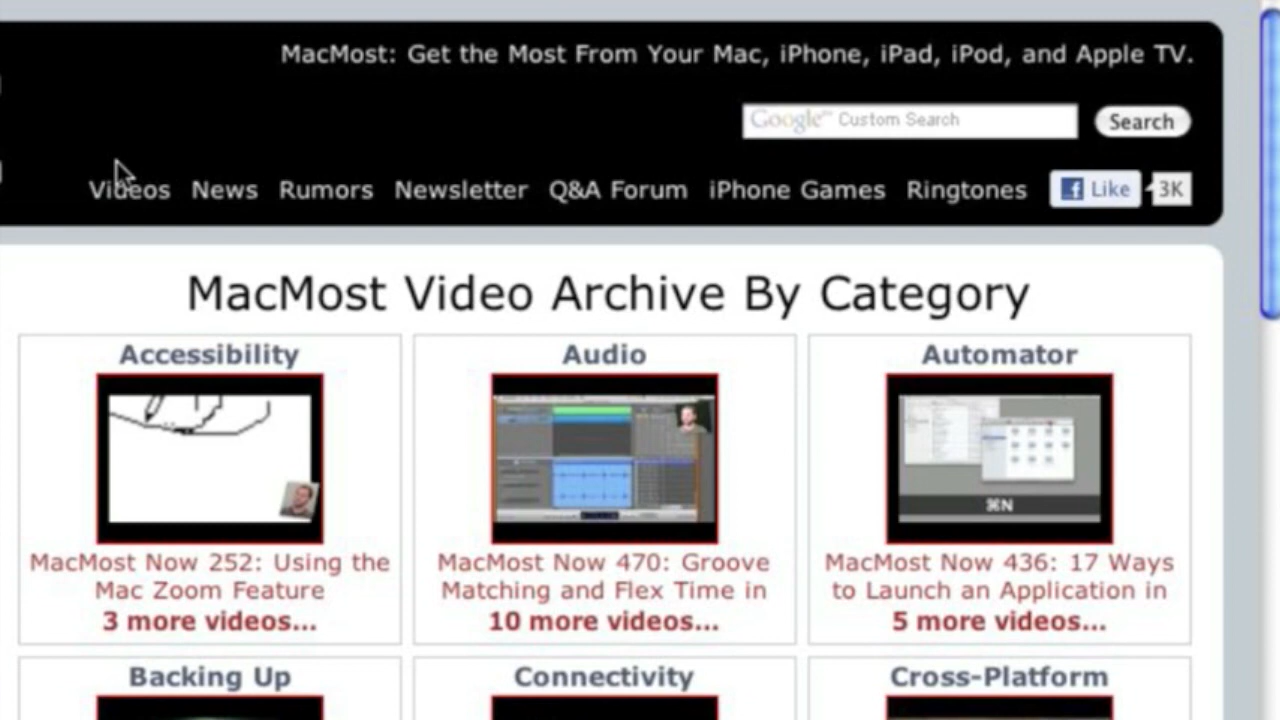 MacMost: Get the Most From Your Mac, iPhone, iPad, iPod, and Apple TV.
Google™ Custom Search
Search
Videos News Rumors Newsletter Q&A Forum iPhone Games Ringtones Like 3K
MacMost Video Archive By Category
Accessibility
MacMost Now 252: Using the
Mac Zoom Feature
3 more videos...
Audio
MacMost Now 470: Groove
Matching and Flex Time in
10 more videos...
Automator
⌘N
MacMost Now 436: 17 Ways
to Launch an Application in
5 more videos...
Backing Up
Connectivity
Cross-Platform